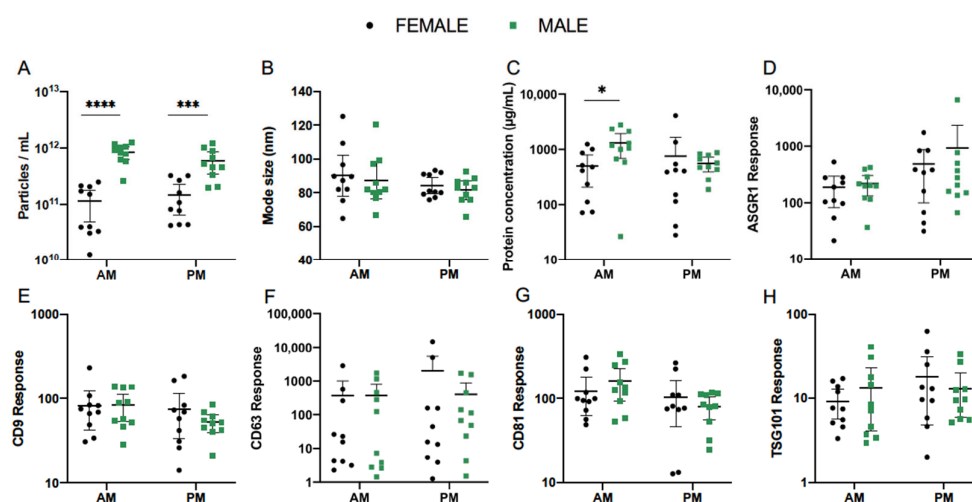 FEMALE MALE
A B C D
**** *** *
Particles / mL
10^13
10^12
10^11
10^10
AM PM
Mode size (nm)
140
120
100
80
60
40
AM PM
Protein concentration (µg/mL)
10,000
1000
100
10
AM PM
ASGR1 Response
10,000
1000
100
10
AM PM
E F G H
CD9 Response
1000
100
10
AM PM
CD63 Response
100,000
10,000
1000
100
10
1
AM PM
CD81 Response
1000
100
10
AM PM
TSG101 Response
100
10
1
AM PM